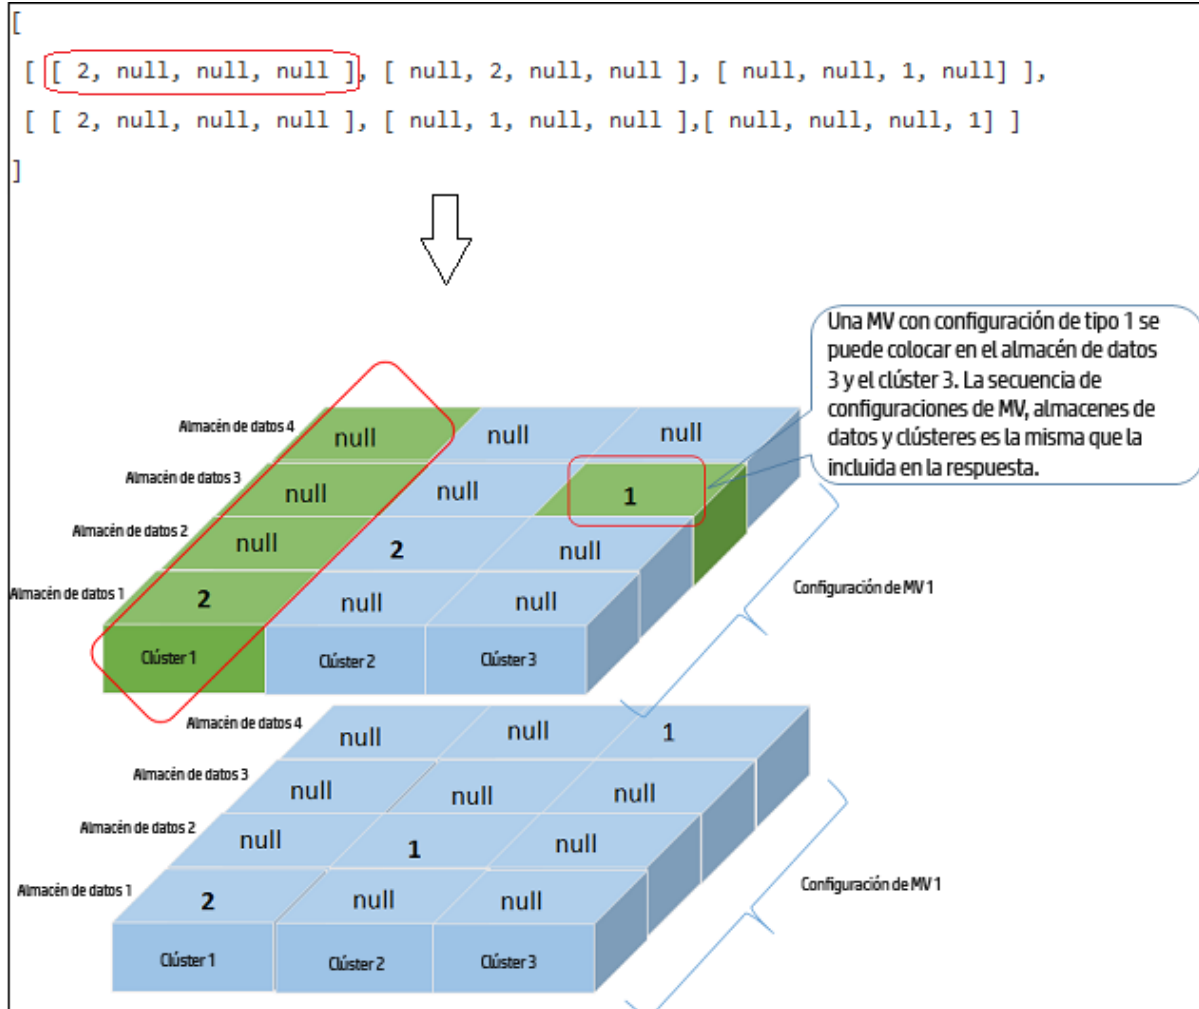 [
[ [ 2, null, null, null ], [ null, 2, null, null ], [ null, null, 1, null] ],
[ [ 2, null, null, null ], [ null, 1, null, null ],[ null, null, null, 1] ]
]
Una MV con configuración de tipo 1 se
puede colocar en el almacén de datos
3 y el clúster 3. La secuencia de
configuraciones de MV, almacenes de
datos y clústeres es la misma que la
incluida en la respuesta.
Almacén de datos 4
null
null
null
Almacén de datos 3
null
null
1
Almacén de datos 2
null
2
null
Almacén de datos 1
2
null
null
Clúster 1
Clúster 2
Clúster 3
Configuración de MV 1
Almacén de datos 4
null
null
1
Almacén de datos 3
null
null
null
Almacén de datos 2
null
1
null
Almacén de datos 1
2
null
null
Clúster 1
Clúster 2
Clúster 3
Configuración de MV 1